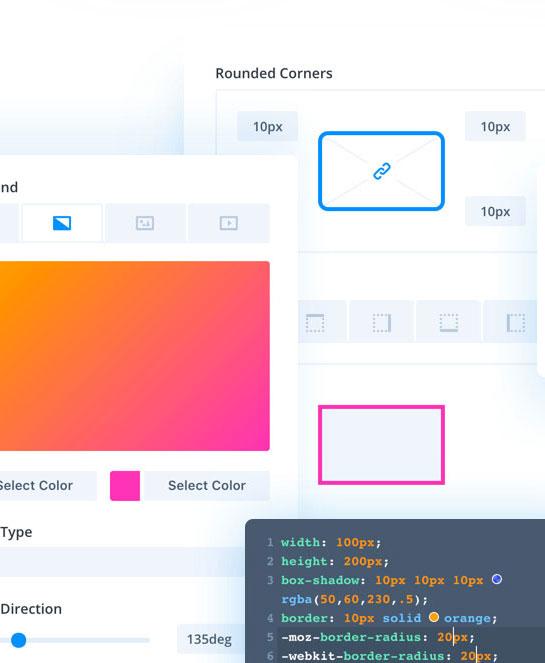 Rounded Corners
10px
10px
10px
nd
Select Color
Select Color
Type
Direction
135deg
1 width: 100px;
2 height: 200px;
3 box-shadow: 10px 10px 10px
rgba(50,60,230,.5);
4 border: 10px solid orange;
5 -moz-border-radius: 20px;
6 -webkit-border-radius: 20px;